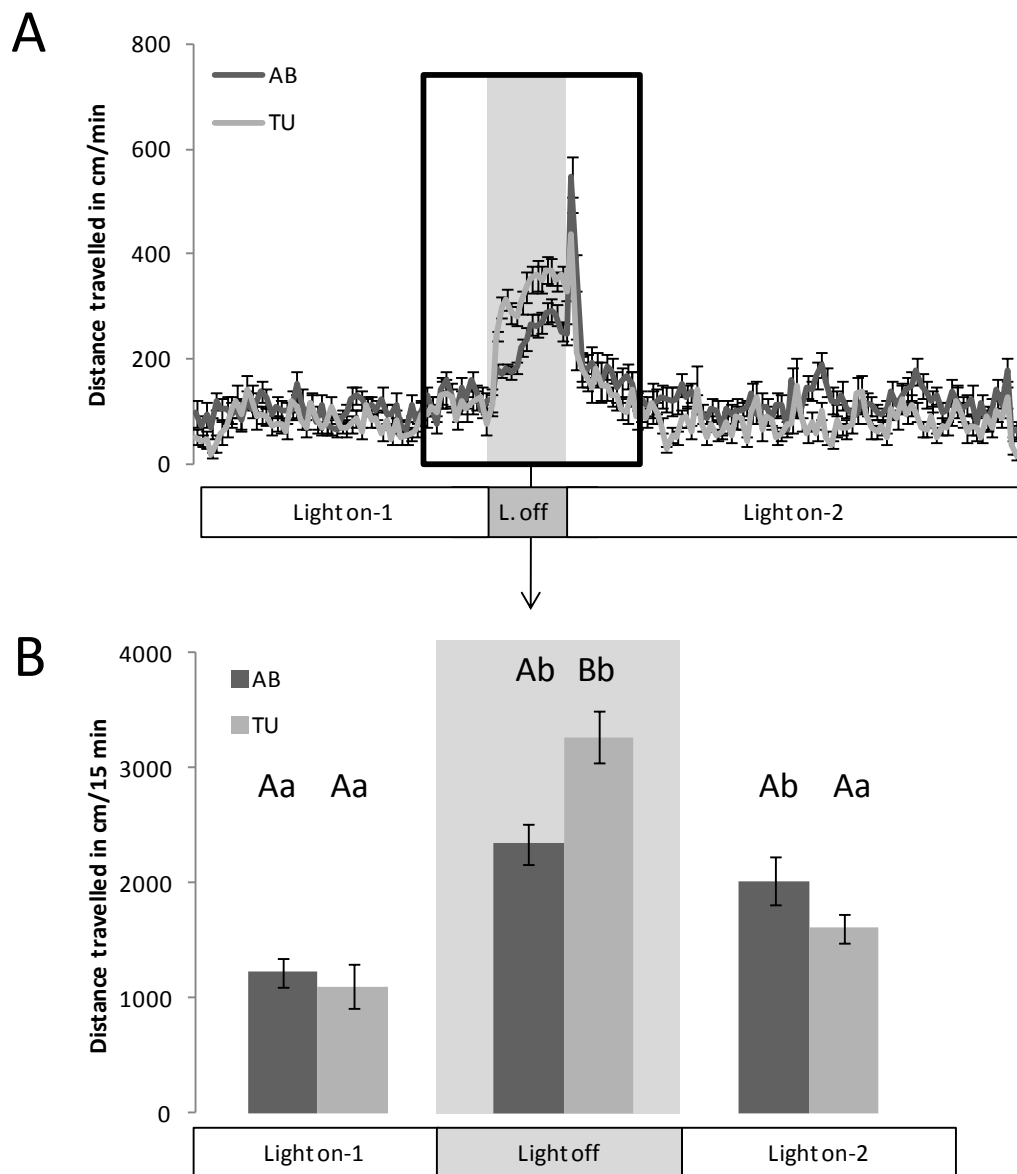 A
Distance travelled in cm/min
800
600
400
200
0
AB
TU
Light on-1 L. off Light on-2
B
Distance travelled in cm/15 min
4000
3000
2000
1000
0
AB
TU
Aa Aa Ab Bb Ab Aa
Light on-1 Light off Light on-2